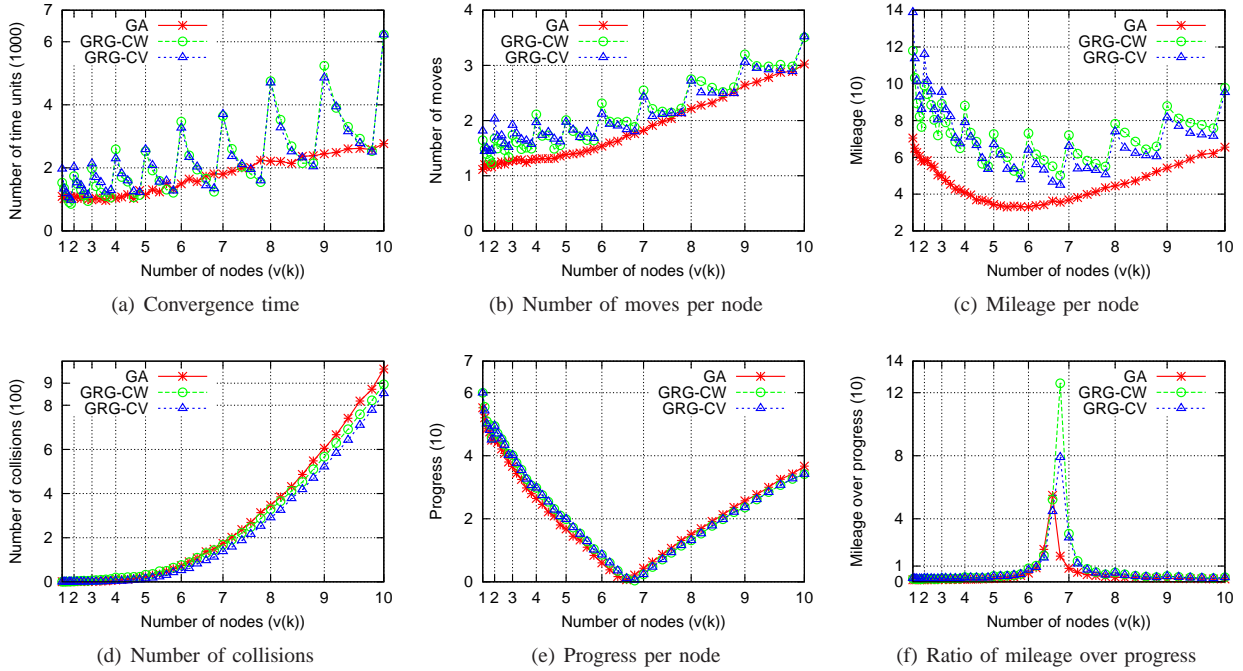 GA
GRG-CW
GRG-CV
Number of time units (1000)
7
6
5
4
3
2
1
0
1 2 3 4 5 6 7 8 9 10
Number of nodes (v(k))
(a) Convergence time
GA
GRG-CW
GRG-CV
Number of moves
4
3
2
1
0
1 2 3 4 5 6 7 8 9 10
Number of nodes (v(k))
(b) Number of moves per node
GA
GRG-CW
GRG-CV
Mileage (10)
14
12
10
8
6
4
2
1 2 3 4 5 6 7 8 9 10
Number of nodes (v(k))
(c) Mileage per node
GA
GRG-CW
GRG-CV
Number of collisions (100)
10
9
8
6
4
2
0
1 2 3 4 5 6 7 8 9 10
Number of nodes (v(k))
(d) Number of collisions
GA
GRG-CW
GRG-CV
Progress (10)
7
6
4
2
0
1 2 3 4 5 6 7 8 9 10
Number of nodes (v(k))
(e) Progress per node
GA
GRG-CW
GRG-CV
Mileage over progress (10)
14
12
8
4
1
0
1 2 3 4 5 6 7 8 9 10
Number of nodes (v(k))
(f) Ratio of mileage over progress